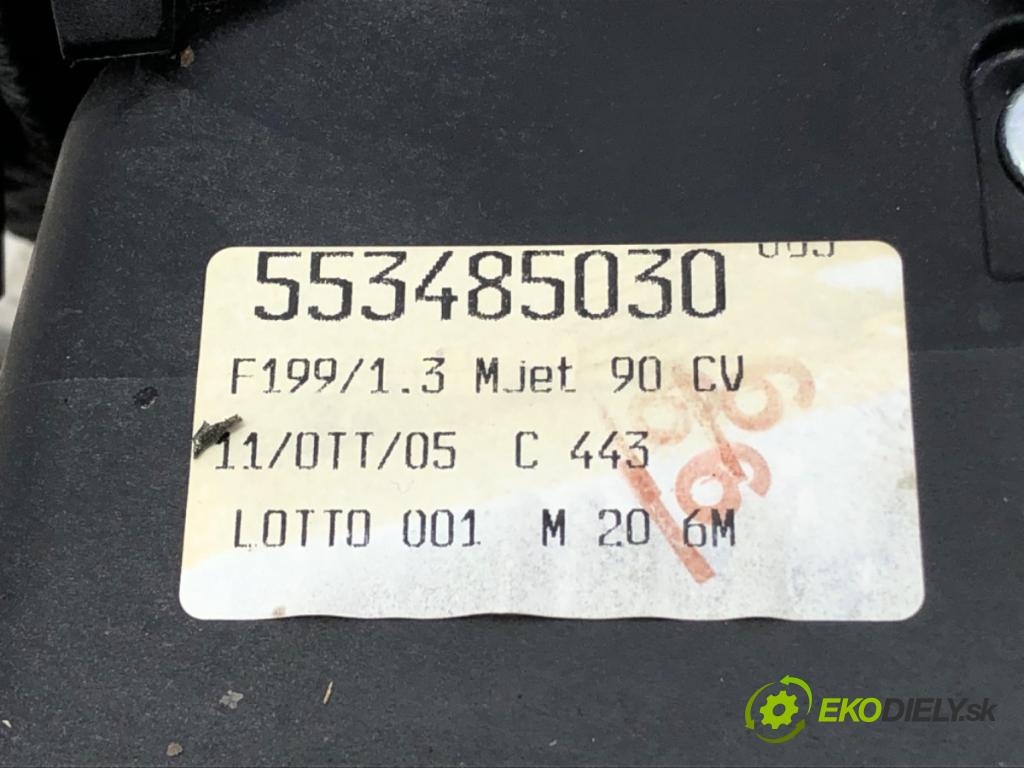 553485030
F199/1.3 Mjet 90 CV
11/OTT/05 C 443
LOTTO 001 M 20 6M
EKODIELY.sk